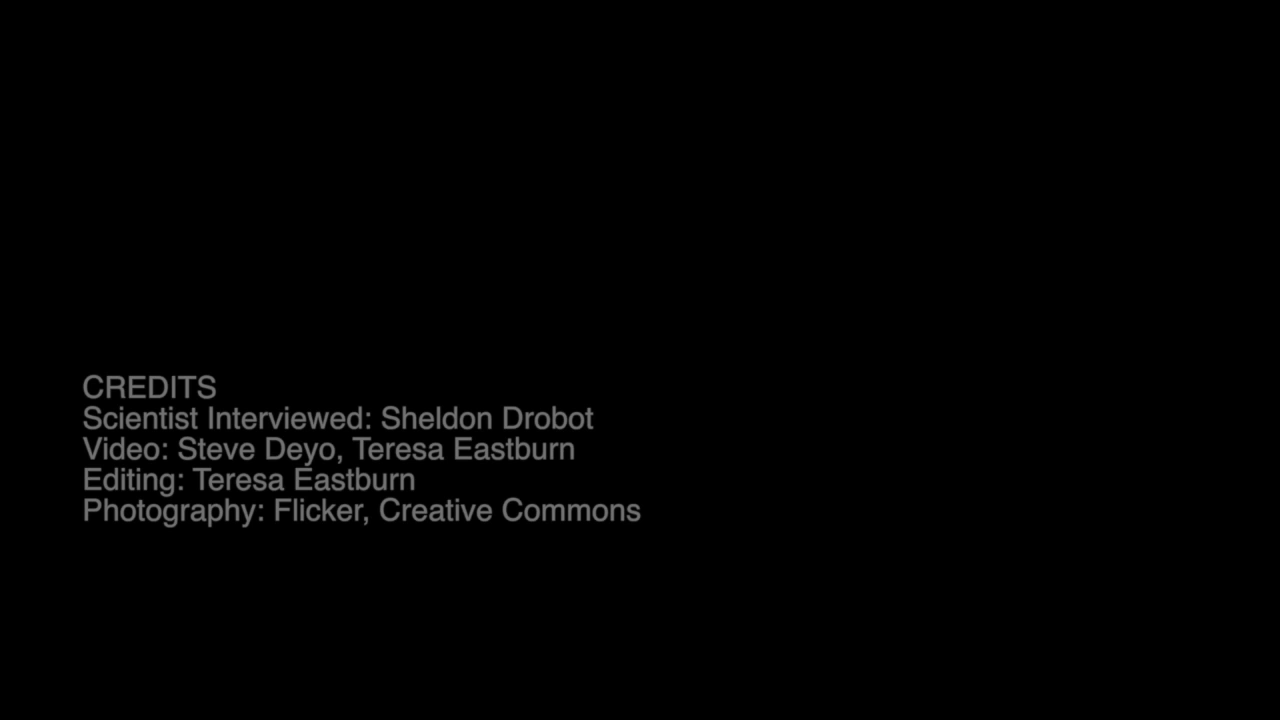 CREDITS
Scientist Interviewed: Sheldon Drobot
Video: Steve Deyo, Teresa Eastburn
Editing: Teresa Eastburn
Photography: Flicker, Creative Commons